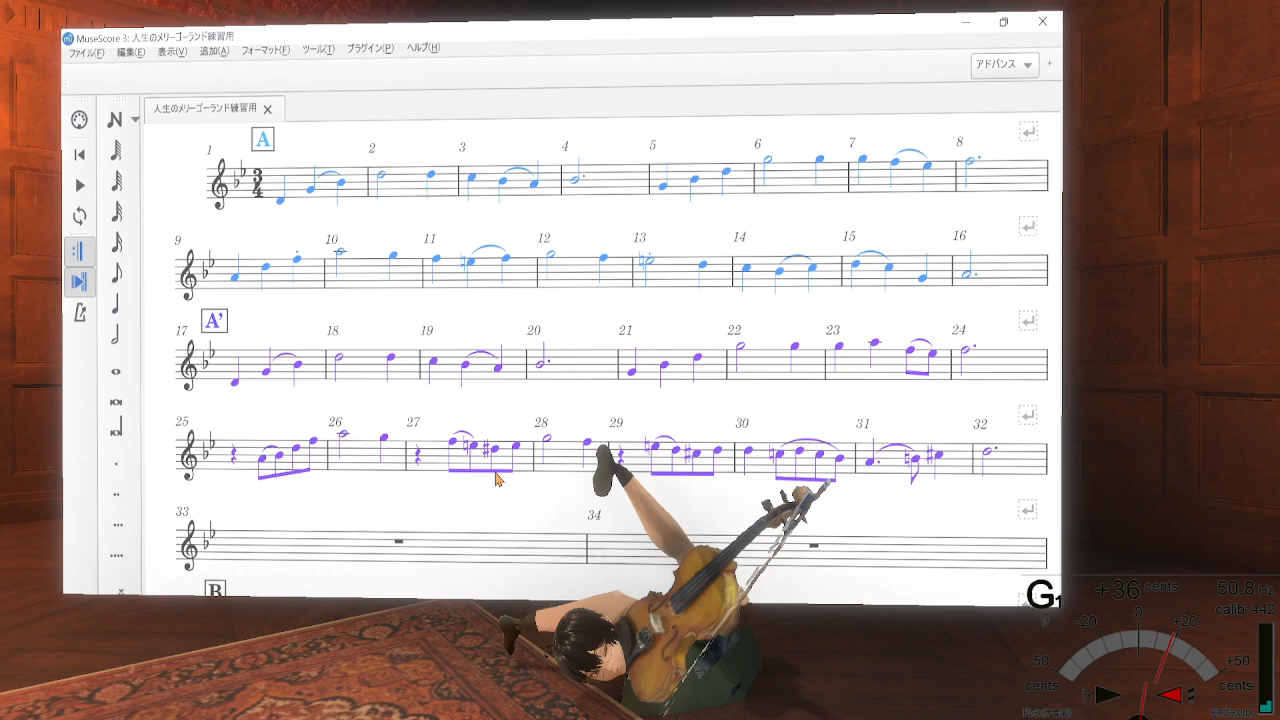 MuseScore 3: 人生のメリーゴーランド練習用
ファイル(F) 編集(E) 表示(V) 追加(A) フォーマット(F) ツール(T) プラグイン(P) ヘルプ(H)
アドバンス
人生のメリーゴーランド練習用
A
1 2 3 4 5 6 7 8
3
4
9 10 11 12 13 14 15 16
A'
17 18 19 20 21 22 23 24
25 26 27 28 29 30 31 32
33 34
B
G1 +36 cents 50.8 Hz
calib. 442
-50 -20 0 +20 +50
cents cents